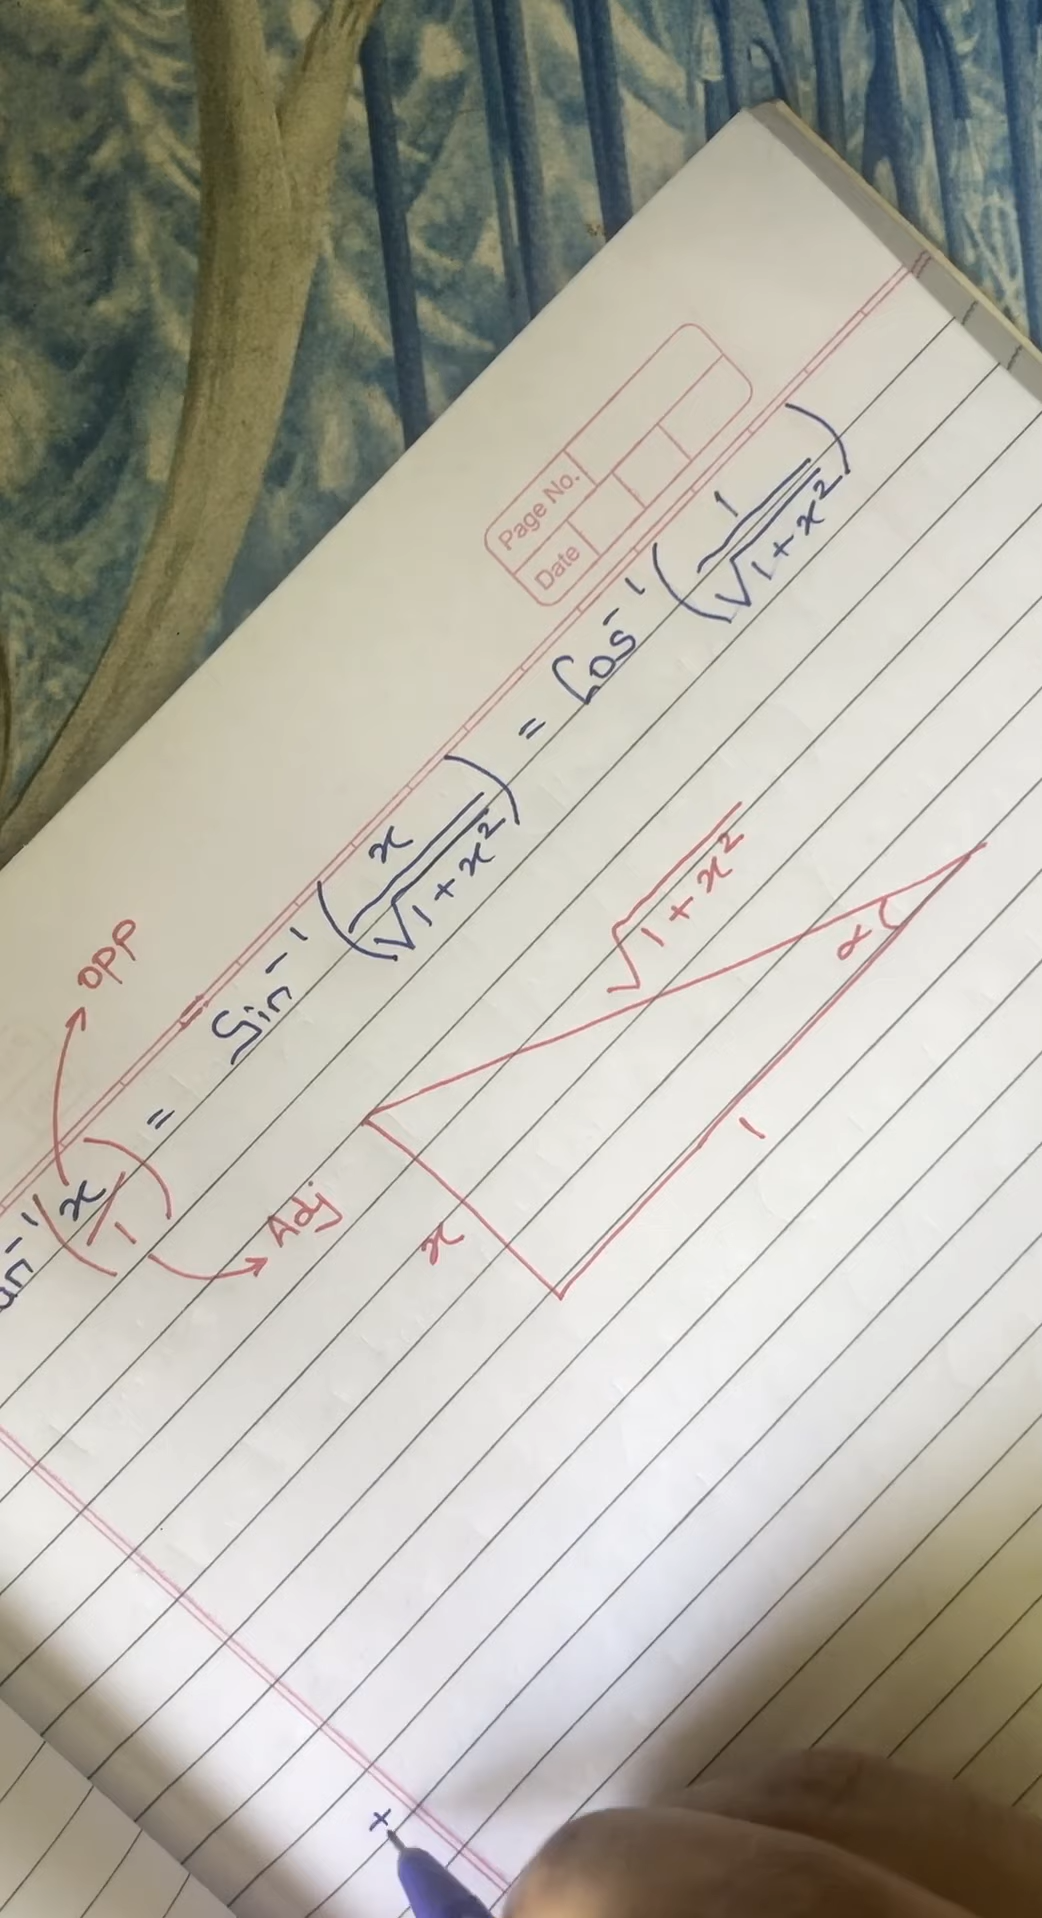 Page No.
Date
an⁻¹(x/1) = Sin⁻¹(x/√1+x²) = Cos⁻¹(1/√1+x²)
OPP
Adj
√1+x²
α
x
1
+